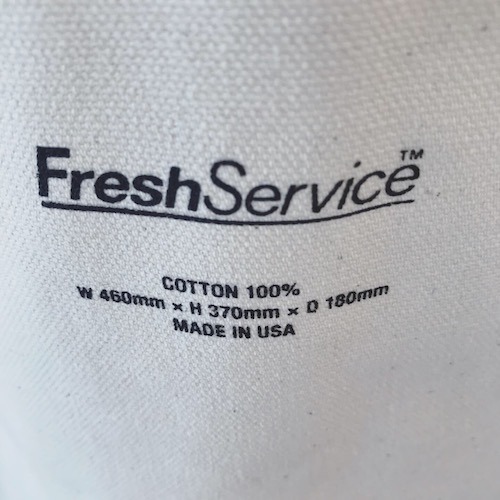 FreshService™
COTTON 100%
W 460mm × H 370mm × D 180mm
MADE IN USA